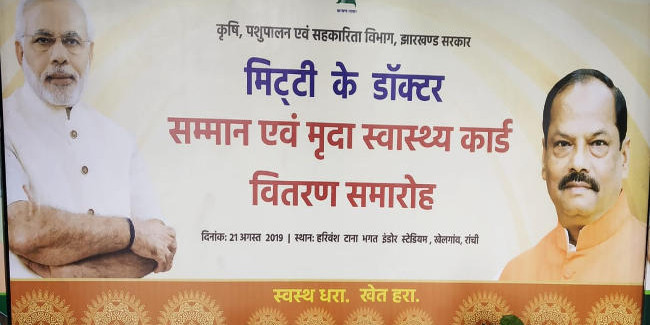 कृषि, पशुपालन एवं सहकारिता विभाग, झारखण्ड सरकार
मिट्टी के डॉक्टर
सम्मान एवं मृदा स्वास्थ्य कार्ड
वितरण समारोह
दिनांक: 21 अगस्त 2019 | स्थान: हरिवंश टाना भगत इंडोर स्टेडियम, खेलगांव, रांची
स्वस्थ धरा. खेत हरा.